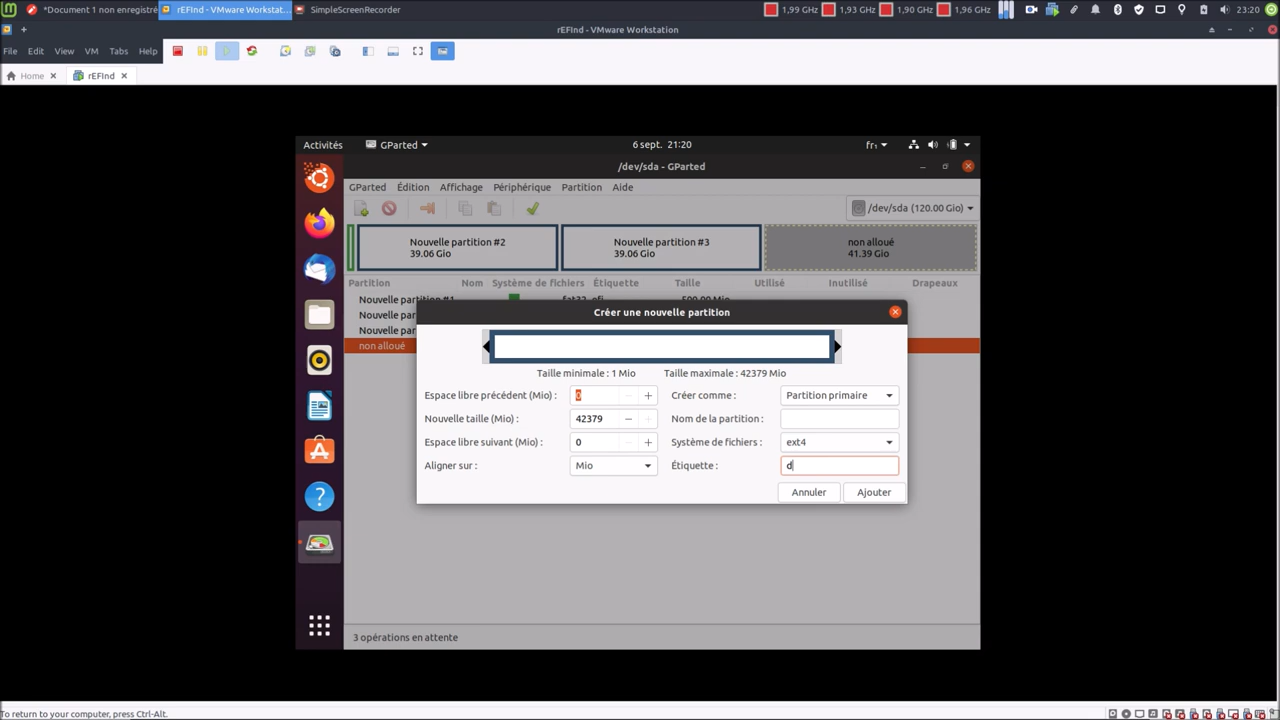 *Document 1 non enregistré
rEFInd - VMware Workstat...
SimpleScreenRecorder
1,99 GHz
1,93 GHz
1,90 GHz
1,96 GHz
23:20
rEFInd - VMware Workstation
File Edit View VM Tabs Help
Home
rEFInd
Activités
GParted
6 sept. 21:20
fr₁
/dev/sda - GParted
GParted Édition Affichage Périphérique Partition Aide
/dev/sda (120.00 Gio)
Nouvelle partition #2
39.06 Gio
Nouvelle partition #3
39.06 Gio
non alloué
41.39 Gio
Partition Nom Système de fichiers Étiquette Taille Utilisé Inutilisé Drapeaux
Nouvelle partition #1 fat32 efi 500.00 Mio
Nouvelle par
Nouvelle par
non alloué
Créer une nouvelle partition
Taille minimale : 1 Mio Taille maximale : 42379 Mio
Espace libre précédent (Mio) : 0
Créer comme : Partition primaire
Nouvelle taille (Mio) : 42379
Nom de la partition :
Espace libre suivant (Mio) : 0
Système de fichiers : ext4
Aligner sur : Mio
Étiquette : d
Annuler Ajouter
3 opérations en attente
To return to your computer, press Ctrl-Alt.